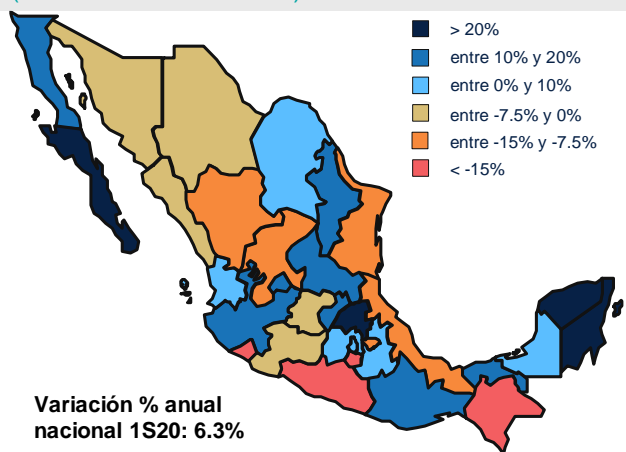 > 20%
entre 10% y 20%
entre 0% y 10%
entre -7.5% y 0%
entre -15% y -7.5%
< -15%
Variación % anual
nacional 1S20: 6.3%